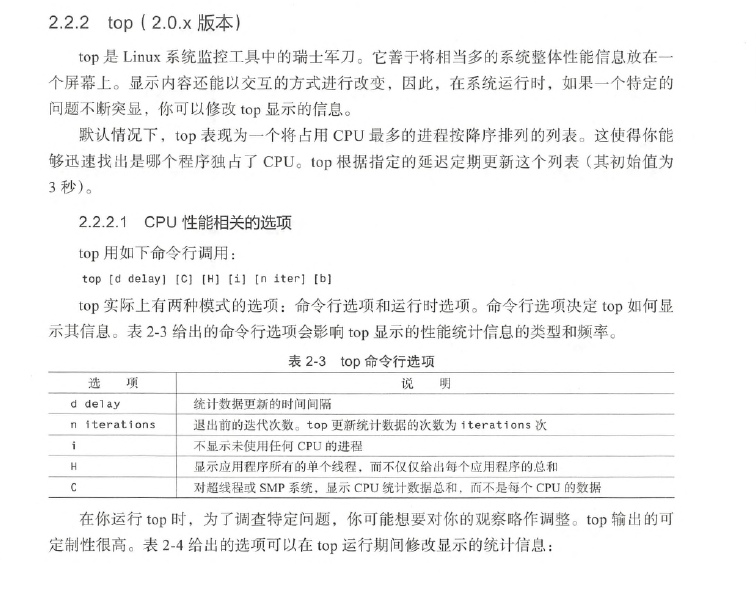 2.2.2 top（2.0.x 版本）
top 是 Linux 系统监控工具中的瑞士军刀。它善于将相当多的系统整体性能信息放在一
个屏幕上。显示内容还能以交互的方式进行改变，因此，在系统运行时，如果一个特定的
问题不断突显，你可以修改 top 显示的信息。
默认情况下，top 表现为一个将占用 CPU 最多的进程按降序排列的列表。这使得你能
够迅速找出是哪个程序独占了 CPU。top 根据指定的延迟定期更新这个列表（其初始值为
3 秒）。
2.2.2.1 CPU 性能相关的选项
top 用如下命令行调用：
top [d delay] [C] [H] [i] [n iter] [b]
top 实际上有两种模式的选项：命令行选项和运行时选项。命令行选项决定 top 如何显
示其信息。表 2-3 给出的命令行选项会影响 top 显示的性能统计信息的类型和频率。
表 2-3 top 命令行选项
选 项 说 明
d delay 统计数据更新的时间间隔
n iterations 退出前的迭代次数。top 更新统计数据的次数为 iterations 次
i 不显示未使用任何 CPU 的进程
H 显示应用程序所有的单个线程，而不仅仅给出每个应用程序的总和
C 对超线程或 SMP 系统，显示 CPU 统计数据总和，而不是每个 CPU 的数据
在你运行 top 时，为了调查特定问题，你可能想要对你的观察略作调整。top 输出的可
定制性很高。表 2-4 给出的选项可以在 top 运行期间修改显示的统计信息：